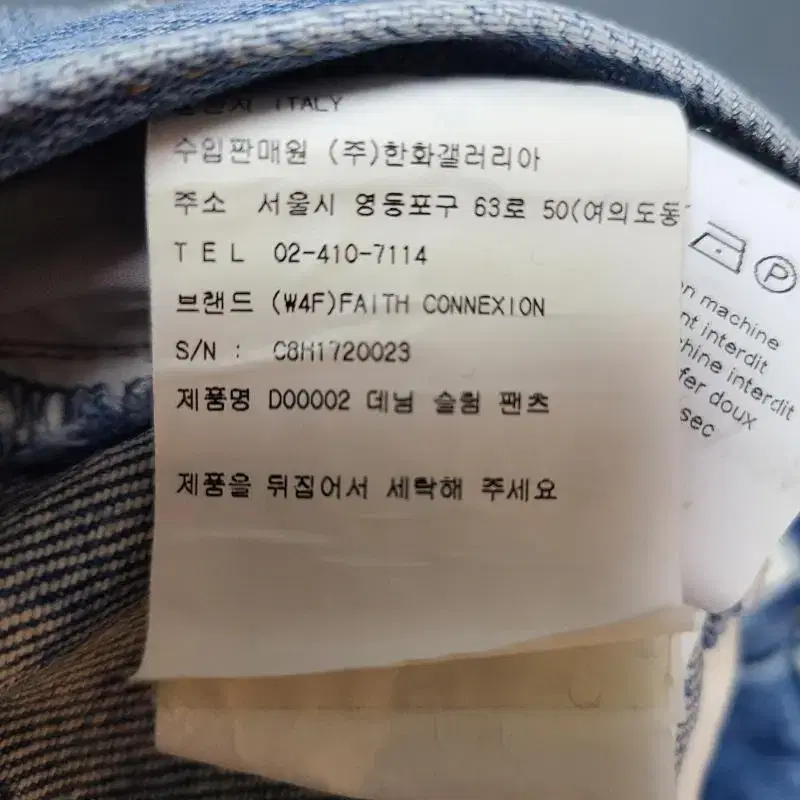 ITALY
수입판매원 (주)한화갤러리아
주소 서울시 영등포구 63로 50(여의도동
TEL 02-410-7114
브랜드 (W4F)FAITH CONNEXION
S/N : C8H1720023
제품명 D00002 데님 슬림 팬츠
제품을 뒤집어서 세탁해 주세요
P
machine
interdit
interdit
fer doux
sec